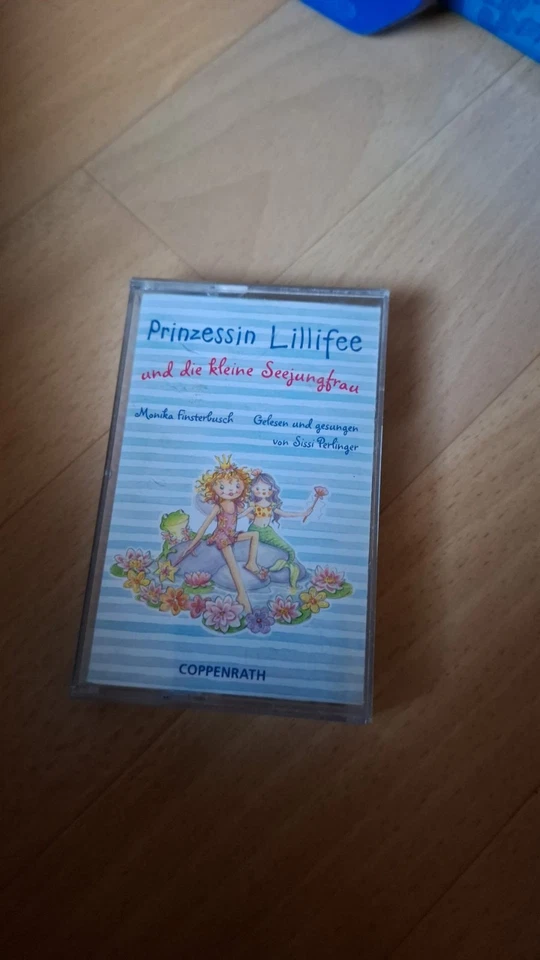 Prinzessin Lillifee
und die kleine Seejungfrau
Monika Finsterbusch Gelesen und gesungen
von Sissi Perlinger
COPPENRATH